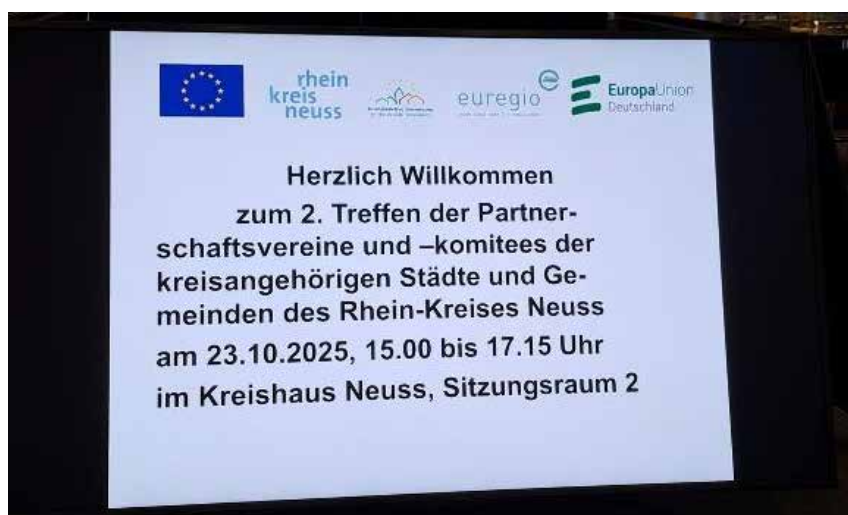 rhein
kreis
neuss
euregio
EuropaUnion
Deutschland
Herzlich Willkommen
zum 2. Treffen der Partner-
schaftsvereine und –komitees der
kreisangehörigen Städte und Ge-
meinden des Rhein-Kreises Neuss
am 23.10.2025, 15.00 bis 17.15 Uhr
im Kreishaus Neuss, Sitzungsraum 2